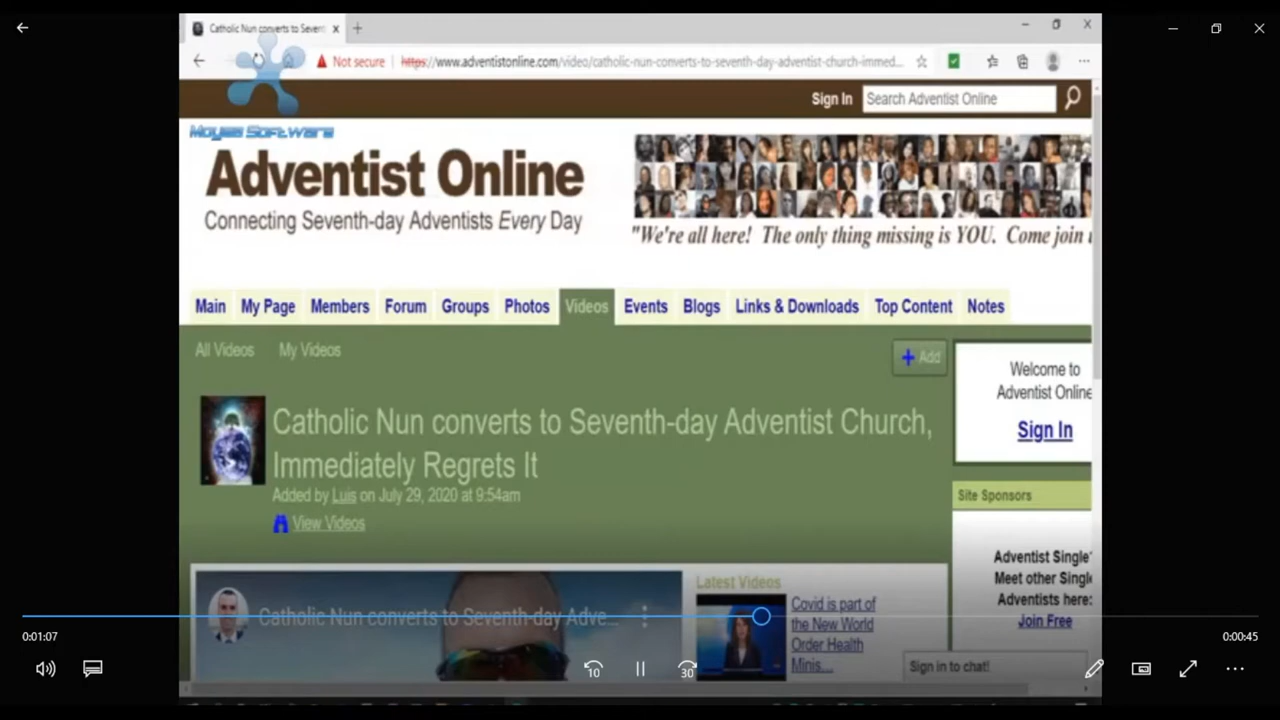 Catholic Nun converts to Seven
Not secure https://www.adventistonline.com/video/catholic-nun-converts-to-seventh-day-adventist-church-immed...
Sign In Search Adventist Online
Moyea Software
Adventist Online
Connecting Seventh-day Adventists Every Day
"We're all here! The only thing missing is YOU. Come join
Main My Page Members Forum Groups Photos Videos Events Blogs Links & Downloads Top Content Notes
All Videos My Videos
+ Add
Welcome to
Adventist Online
Sign In
Catholic Nun converts to Seventh-day Adventist Church,
Immediately Regrets It
Added by Luis on July 29, 2020 at 9:54am
View Videos
Site Sponsors
Adventist Single
Meet other Singl
Adventists here:
Join Free
Latest Videos
Catholic Nun converts to Seventh-day Adve...
Covid is part of
the New World
Order Health
Minis...
Sign in to chat!
0:01:07
0:00:45
10
30